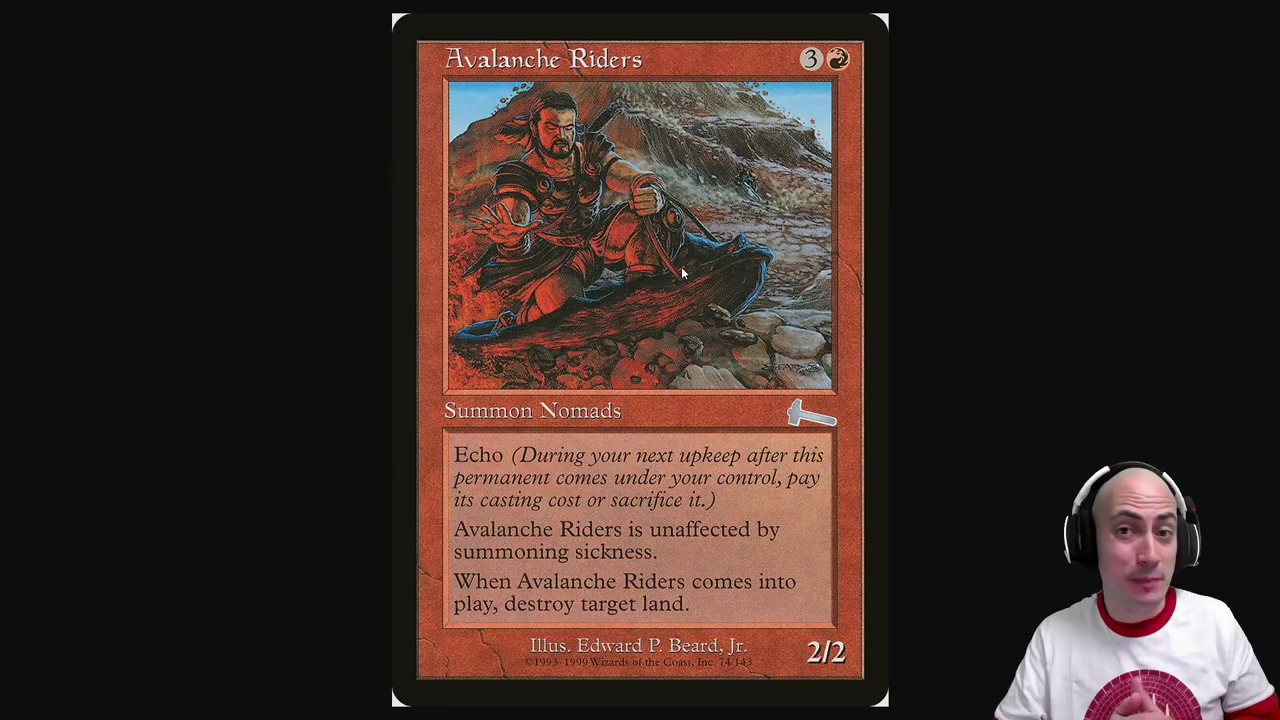 Avalanche Riders 3
Summon Nomads
Echo (During your next upkeep after this
permanent comes under your control, pay
its casting cost or sacrifice it.)
Avalanche Riders is unaffected by
summoning sickness.
When Avalanche Riders comes into
play, destroy target land.
Illus. Edward P. Beard, Jr.
©1993–1999 Wizards of the Coast, Inc. 74/143
2/2